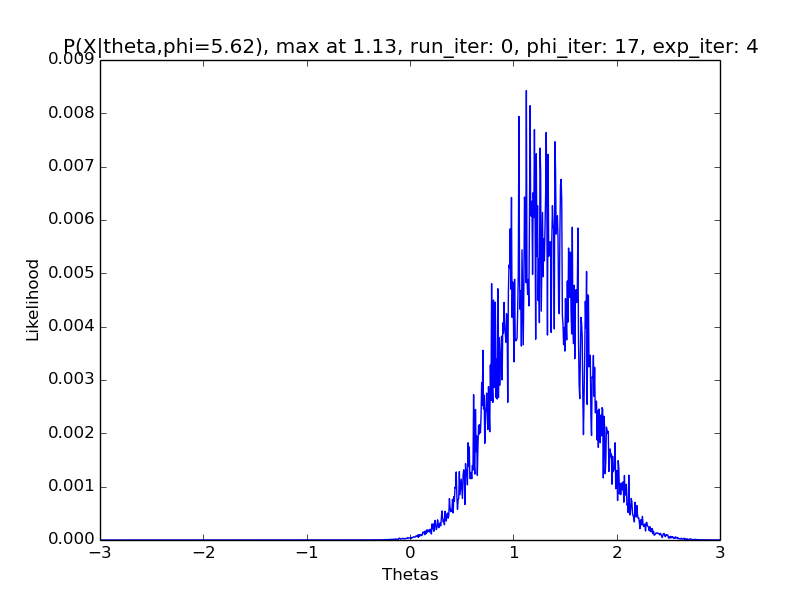 P(X|theta,phi=5.62), max at 1.13, run_iter: 0, phi_iter: 17, exp_iter: 4
0.009
0.008
0.007
0.006
0.005
0.004
0.003
0.002
0.001
0.000
Likelihood
−3 −2 −1 0 1 2 3
Thetas